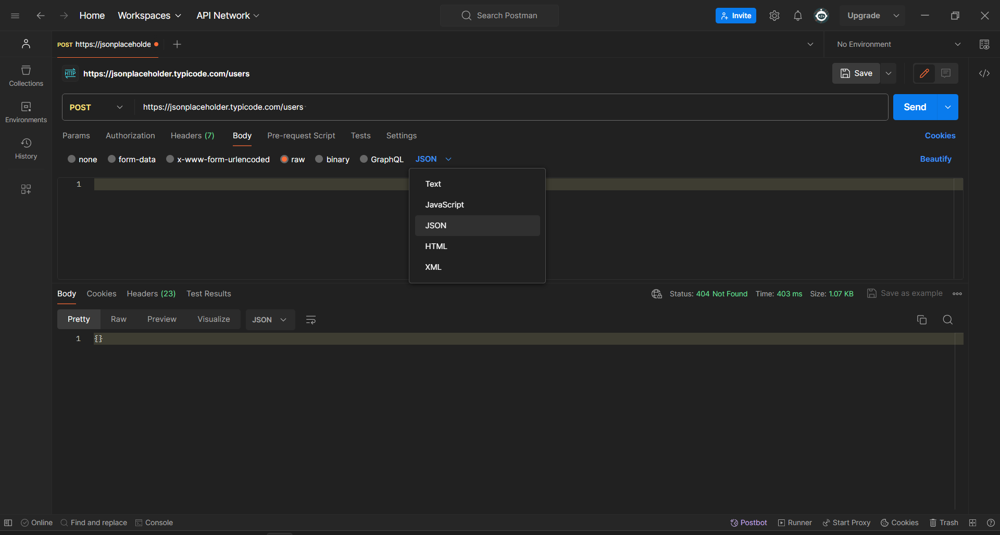 Home Workspaces API Network Search Postman Invite Upgrade
POST https://jsonplaceholde No Environment
HTTP https://jsonplaceholder.typicode.com/users Save
Collections
POST https://jsonplaceholder.typicode.com/users Send
Environments
Params Authorization Headers (7) Body Pre-request Script Tests Settings Cookies
History
none form-data x-www-form-urlencoded raw binary GraphQL JSON Beautify
1
Text
JavaScript
JSON
HTML
XML
Body Cookies Headers (23) Test Results Status: 404 Not Found Time: 403 ms Size: 1.07 KB Save as example
Pretty Raw Preview Visualize JSON
1 {}
Online Find and replace Console Postbot Runner Start Proxy Cookies Trash